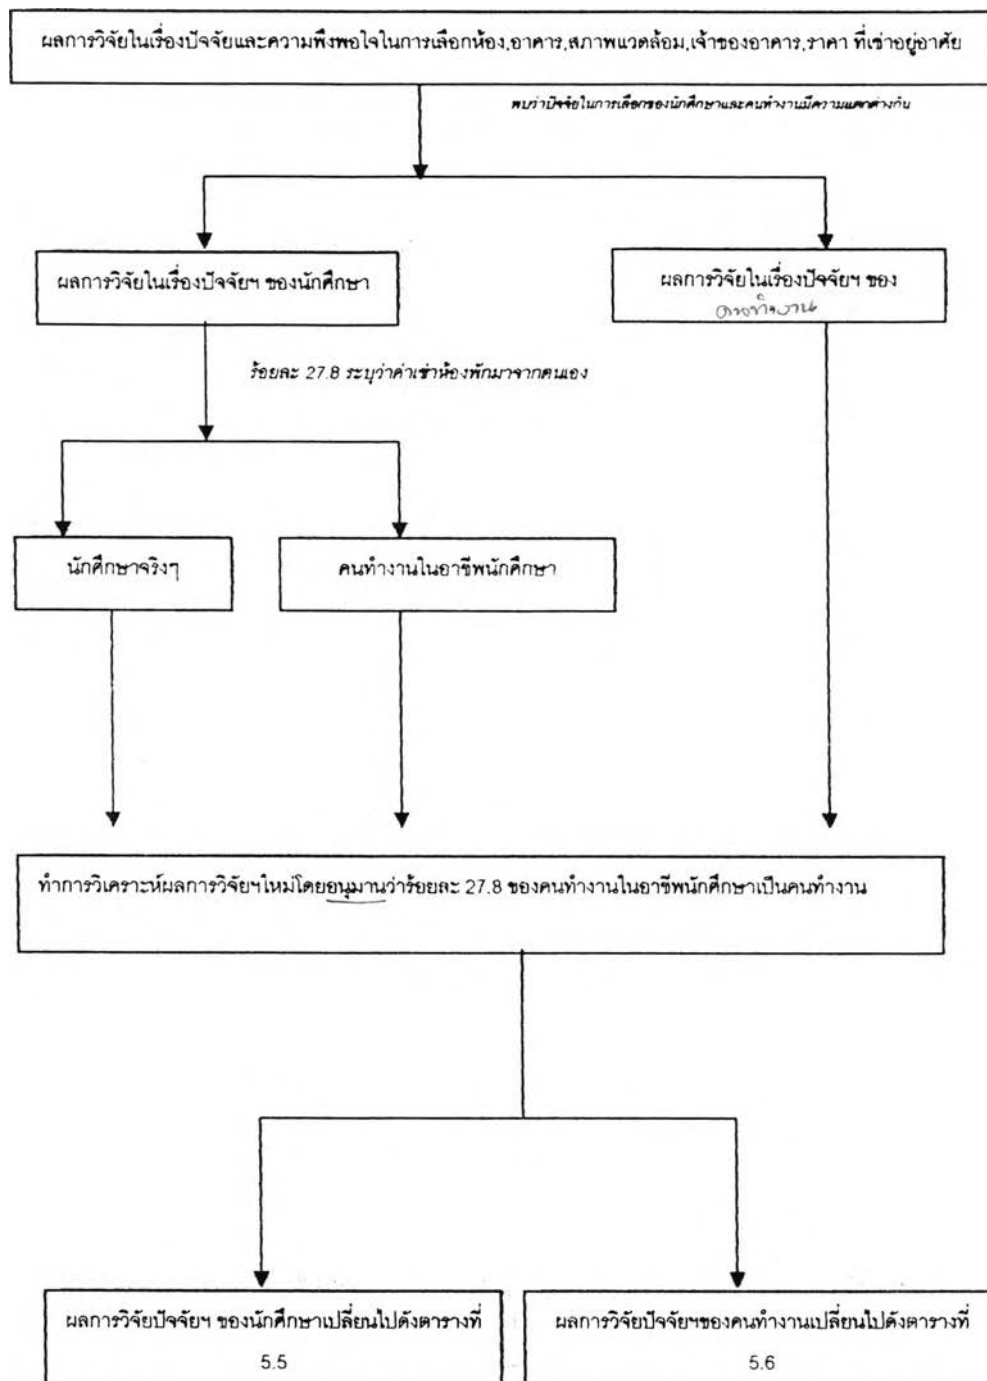 ผลการวิจัยในเรื่องปัจจัยและความพึงพอใจในการเลือกห้อง,อาคาร,สภาพแวดล้อม,เจ้าของอาคาร,ราคา ที่เช่าอยู่อาศัย
พบว่าปัจจัยในการเลือกของนักศึกษาและคนทำงานมีความแตกต่างกัน
ผลการวิจัยในเรื่องปัจจัยฯ ของนักศึกษา
ผลการวิจัยในเรื่องปัจจัยฯ ของ
คนทำงาน
ร้อยละ 27.8 ระบุว่าค่าเช่าห้องพักมาจากตนเอง
นักศึกษาจริงๆ
คนทำงานในอาชีพนักศึกษา
ทำการวิเคราะห์ผลการวิจัยฯใหม่โดยอนุมานว่าร้อยละ 27.8 ของคนทำงานในอาชีพนักศึกษาเป็นคนทำงาน
ผลการวิจัยปัจจัยฯ ของนักศึกษาเปลี่ยนไปดังตารางที่
5.5
ผลการวิจัยปัจจัยฯของคนทำงานเปลี่ยนไปดังตารางที่
5.6